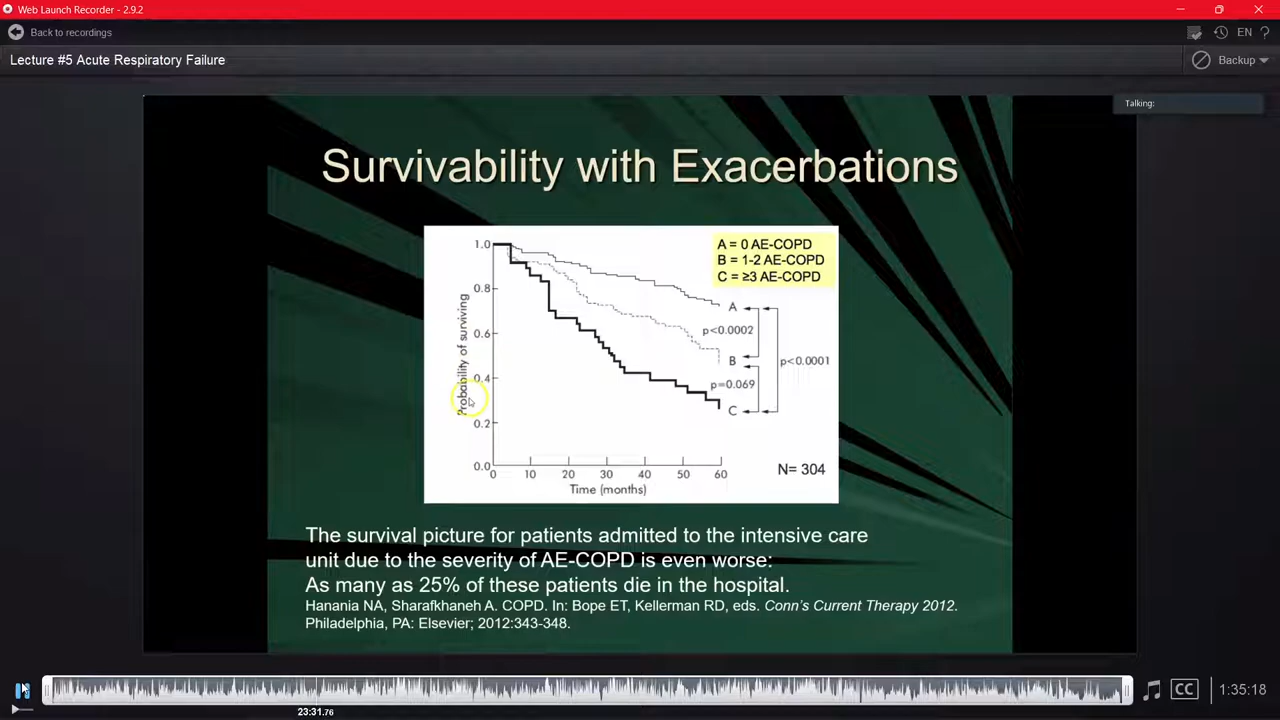 Web Launch Recorder - 2.9.2
Back to recordings
EN ?
Lecture #5 Acute Respiratory Failure
Backup
Talking:
Survivability with Exacerbations
A = 0 AE-COPD
B = 1-2 AE-COPD
C = ≥3 AE-COPD
Probability of surviving
1.0
0.8
0.6
0.4
0.2
0.0
A
p<0.0002
B
p<0.0001
p=0.069
C
0 10 20 30 40 50 60
Time (months)
N= 304
The survival picture for patients admitted to the intensive care
unit due to the severity of AE-COPD is even worse:
As many as 25% of these patients die in the hospital.
Hanania NA, Sharafkhaneh A. COPD. In: Bope ET, Kellerman RD, eds. Conn's Current Therapy 2012.
Philadelphia, PA: Elsevier; 2012:343-348.
CC
1:35:18
23:31.76